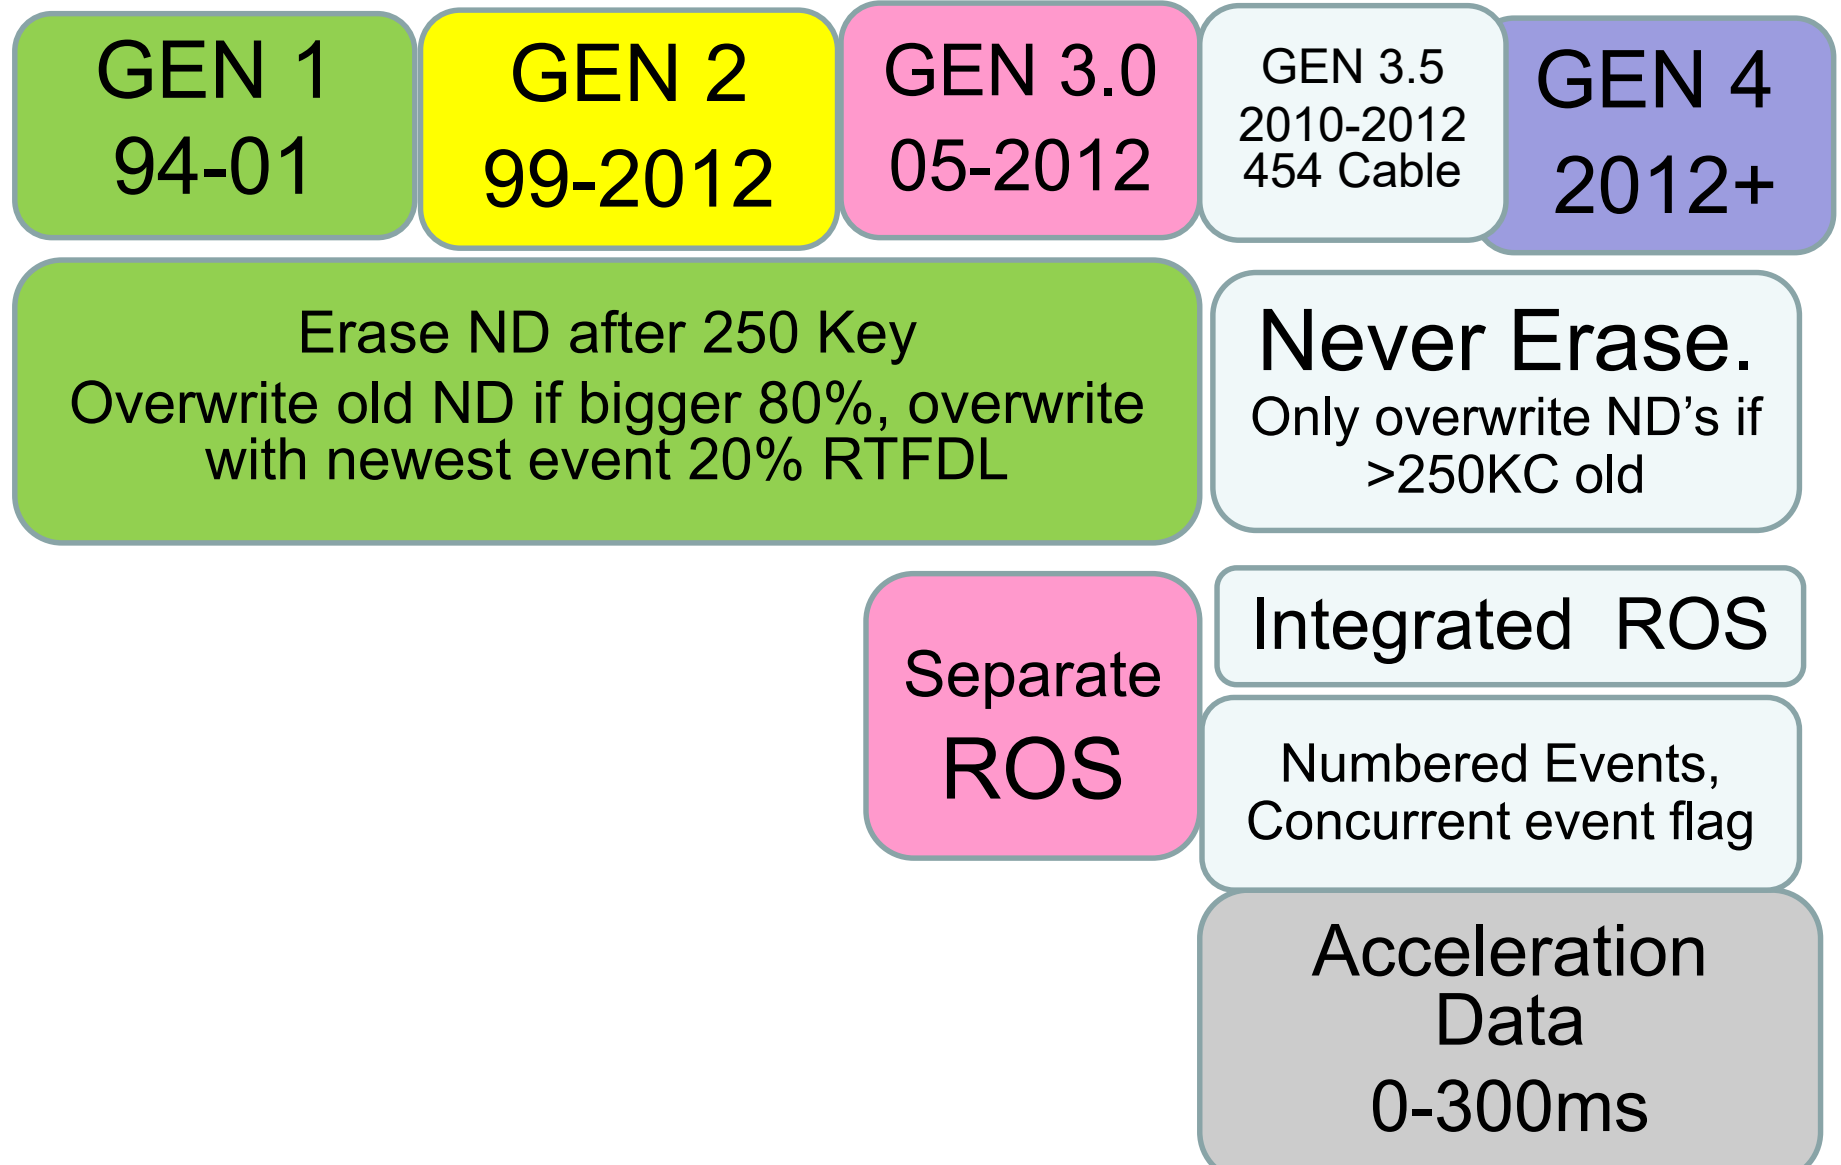 GEN 1
94-01
GEN 2
99-2012
GEN 3.0
05-2012
GEN 3.5
2010-2012
454 Cable
GEN 4
2012+
Erase ND after 250 Key
Overwrite old ND if bigger 80%, overwrite
with newest event 20% RTFDL
Never Erase.
Only overwrite ND’s if
>250KC old
Separate
ROS
Integrated ROS
Numbered Events,
Concurrent event flag
Acceleration
Data
0-300ms